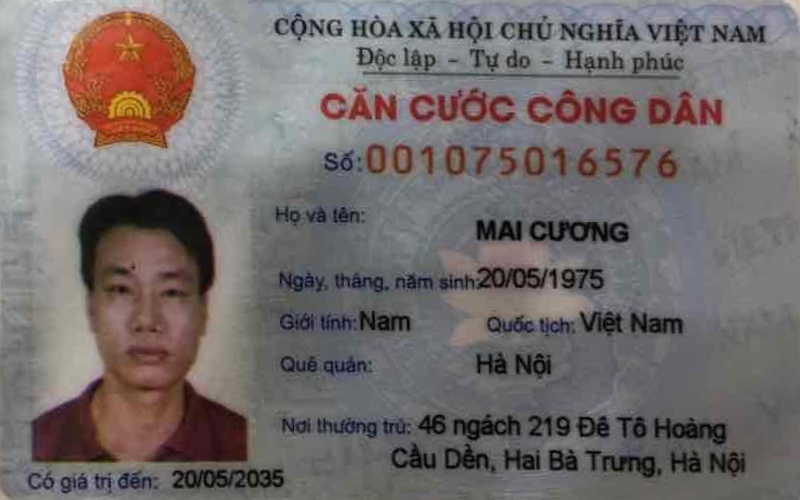 CỘNG HÒA XÃ HỘI CHỦ NGHĨA VIỆT NAM
Độc lập - Tự do - Hạnh phúc
CĂN CƯỚC CÔNG DÂN
Số: 001075016576
Họ và tên: MAI CƯƠNG
Ngày, tháng, năm sinh: 20/05/1975
Giới tính: Nam Quốc tịch: Việt Nam
Quê quán: Hà Nội
Nơi thường trú: 46 ngách 219 Đê Tô Hoàng
Cầu Dền, Hai Bà Trưng, Hà Nội
Có giá trị đến: 20/05/2035